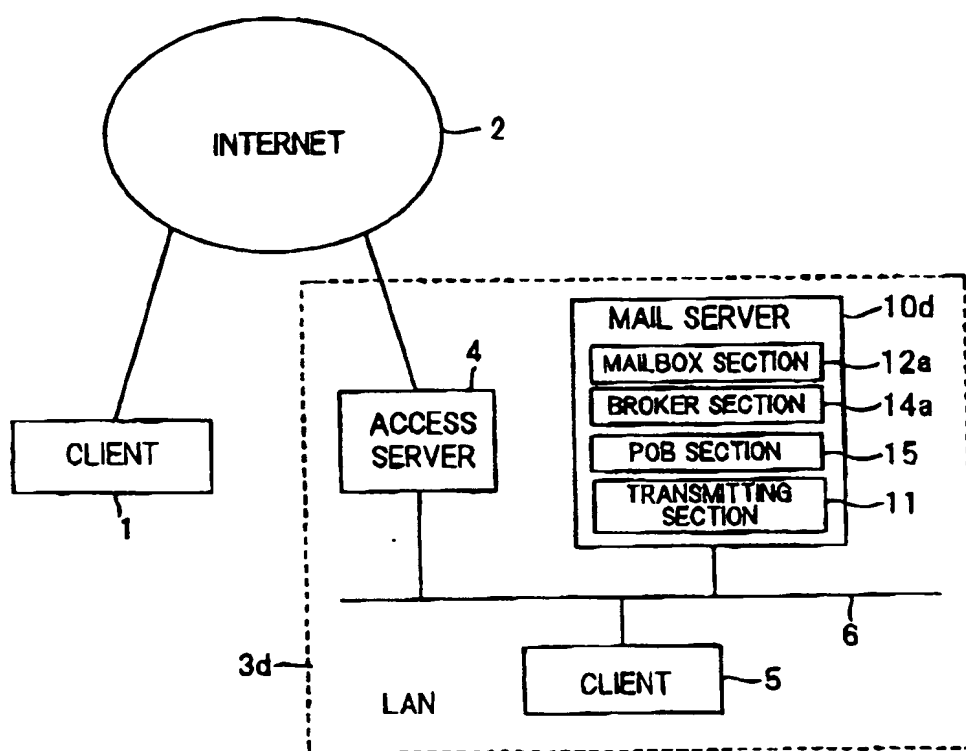 INTERNET
2
MAIL SERVER
10d
MAILBOX SECTION
12a
BROKER SECTION
14a
POB SECTION
15
TRANSMITTING
SECTION
11
4
ACCESS
SERVER
CLIENT
1
6
3d
CLIENT
5
LAN